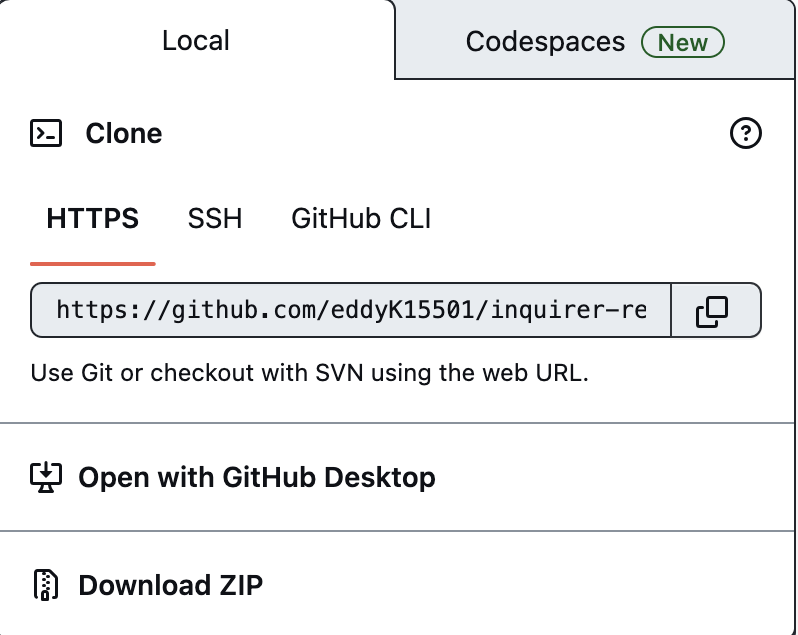 Local
Codespaces New
Clone
HTTPS SSH GitHub CLI
https://github.com/eddyK15501/inquirer-re
Use Git or checkout with SVN using the web URL.
Open with GitHub Desktop
Download ZIP